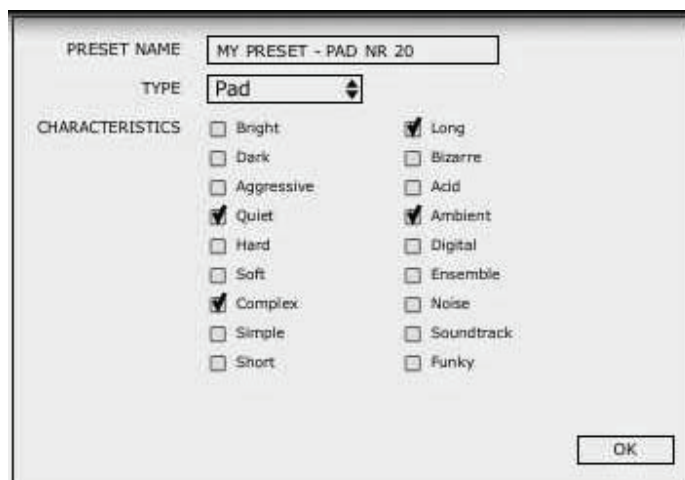 PRESET NAME MY PRESET - PAD NR 20
TYPE Pad
CHARACTERISTICS Bright Long
Dark Bizarre
Aggressive Acid
Quiet Ambient
Hard Digital
Soft Ensemble
Complex Noise
Simple Soundtrack
Short Funky
OK